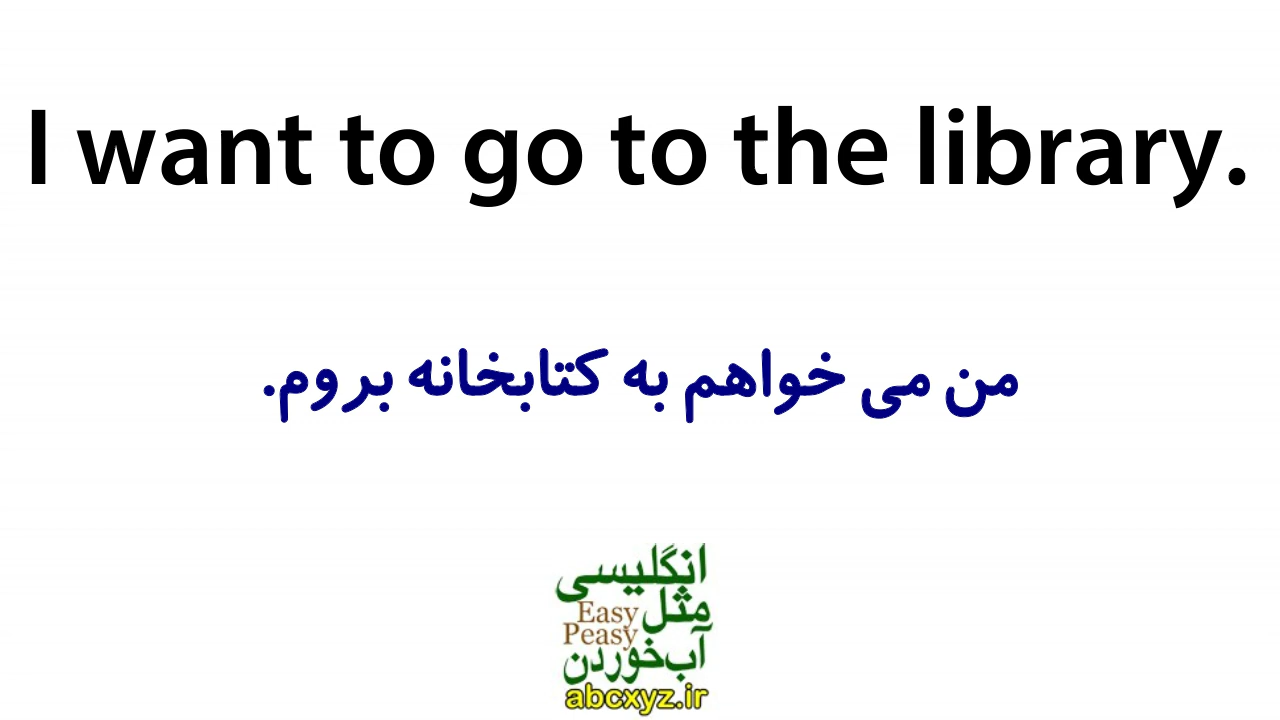 I want to go to the library.
من می خواهم به کتابخانه بروم.
انگلیسی
مثل
Easy
Peasy
آب‌خوردن
abcxyz.ir